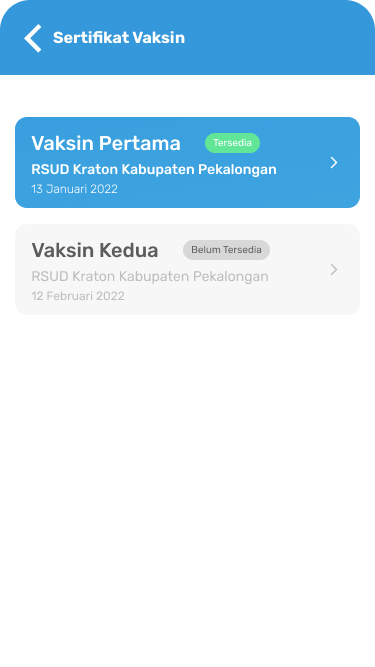 Sertifikat Vaksin
Vaksin Pertama Tersedia
RSUD Kraton Kabupaten Pekalongan
13 Januari 2022
Vaksin Kedua Belum Tersedia
RSUD Kraton Kabupaten Pekalongan
12 Februari 2022